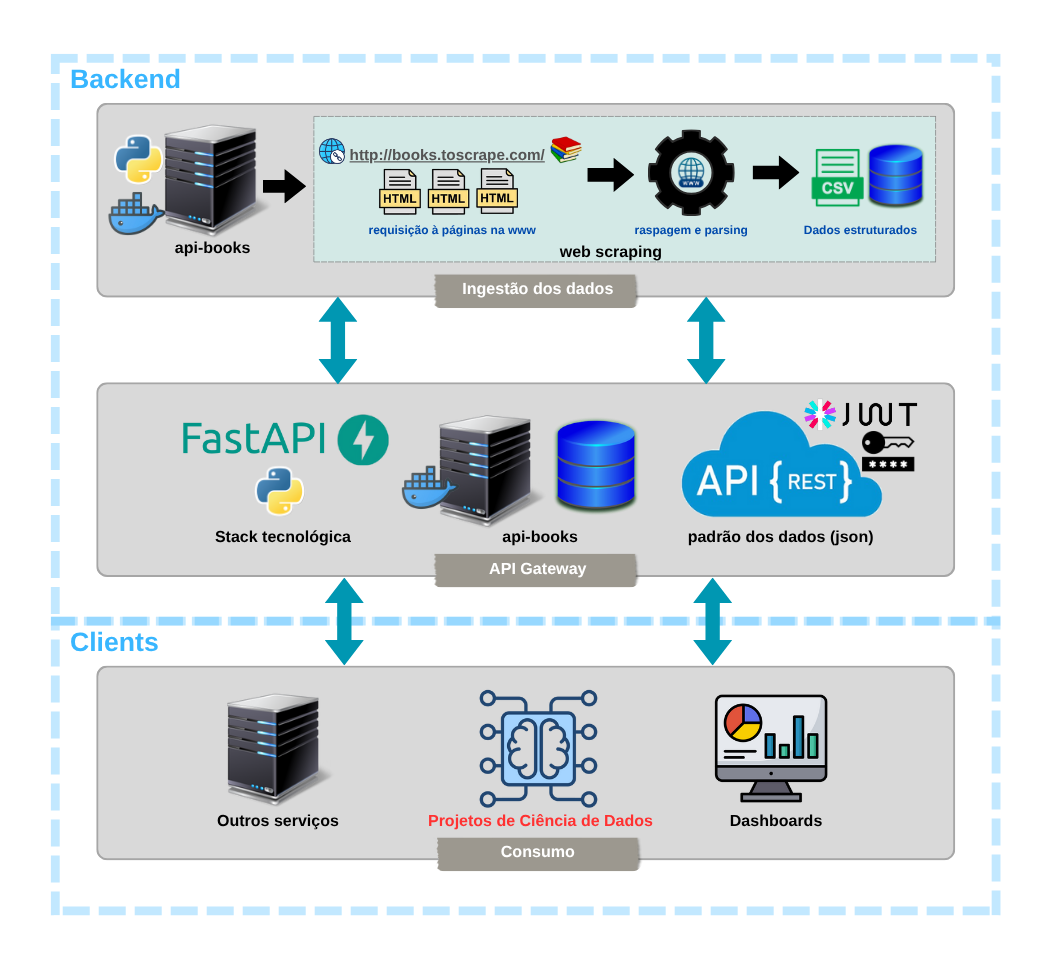 Backend
http://books.toscrape.com/
HTML HTML HTML
WWW
CSV
requisição à páginas na www
raspagem e parsing
Dados estruturados
api-books
web scraping
Ingestão dos dados
FastAPI
JWT
****
API {REST}
Stack tecnológica
api-books
padrão dos dados (json)
API Gateway
Clients
Outros serviços
Projetos de Ciência de Dados
Dashboards
Consumo